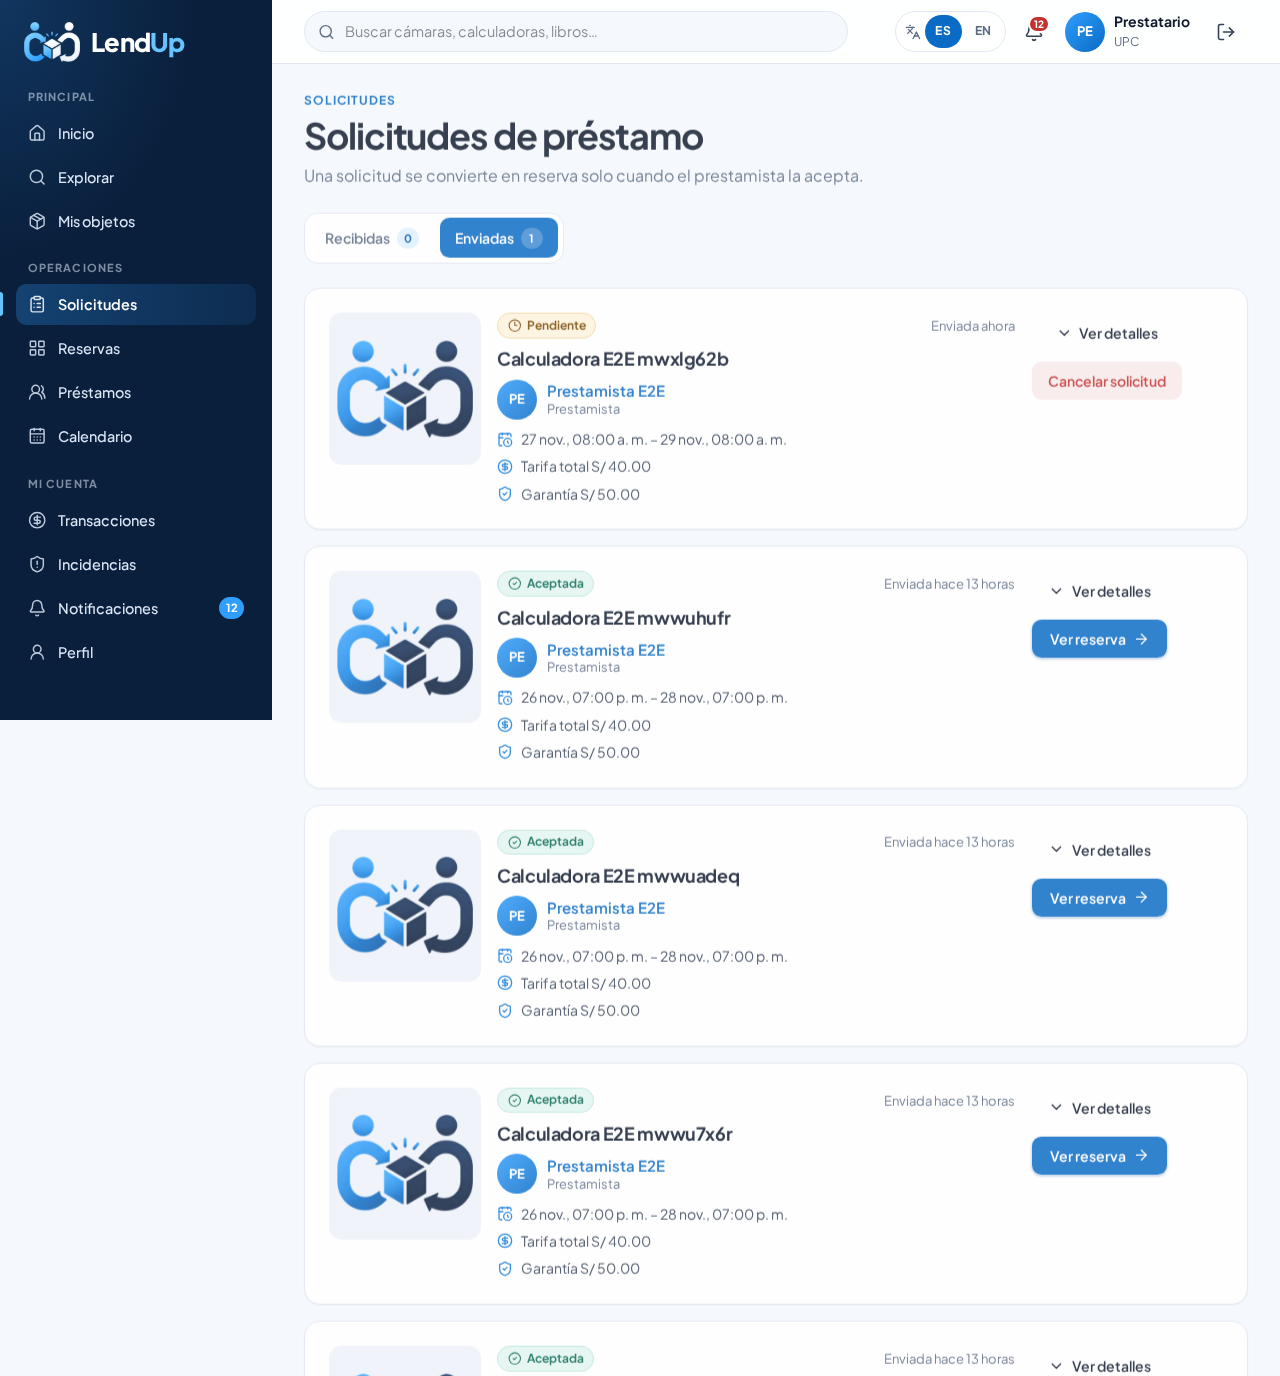 LendUp
PRINCIPAL
Inicio
Explorar
Mis objetos
OPERACIONES
Solicitudes
Reservas
Préstamos
Calendario
MI CUENTA
Transacciones
Incidencias
Notificaciones 12
Perfil
Buscar cámaras, calculadoras, libros...
ES EN
12
PE
Prestatario
UPC
SOLICITUDES
Solicitudes de préstamo
Una solicitud se convierte en reserva solo cuando el prestamista la acepta.
Recibidas 0 Enviadas 1
Pendiente
Enviada ahora
Calculadora E2E mwxlg62b
PE
Prestamista E2E
Prestamista
27 nov., 08:00 a. m. – 29 nov., 08:00 a. m.
Tarifa total S/ 40.00
Garantía S/ 50.00
Ver detalles
Cancelar solicitud
Aceptada
Enviada hace 13 horas
Calculadora E2E mwwuhufr
PE
Prestamista E2E
Prestamista
26 nov., 07:00 p. m. – 28 nov., 07:00 p. m.
Tarifa total S/ 40.00
Garantía S/ 50.00
Ver detalles
Ver reserva
Aceptada
Enviada hace 13 horas
Calculadora E2E mwwuadeq
PE
Prestamista E2E
Prestamista
26 nov., 07:00 p. m. – 28 nov., 07:00 p. m.
Tarifa total S/ 40.00
Garantía S/ 50.00
Ver detalles
Ver reserva
Aceptada
Enviada hace 13 horas
Calculadora E2E mwwu7x6r
PE
Prestamista E2E
Prestamista
26 nov., 07:00 p. m. – 28 nov., 07:00 p. m.
Tarifa total S/ 40.00
Garantía S/ 50.00
Ver detalles
Ver reserva
Aceptada
Enviada hace 13 horas
Ver detalles